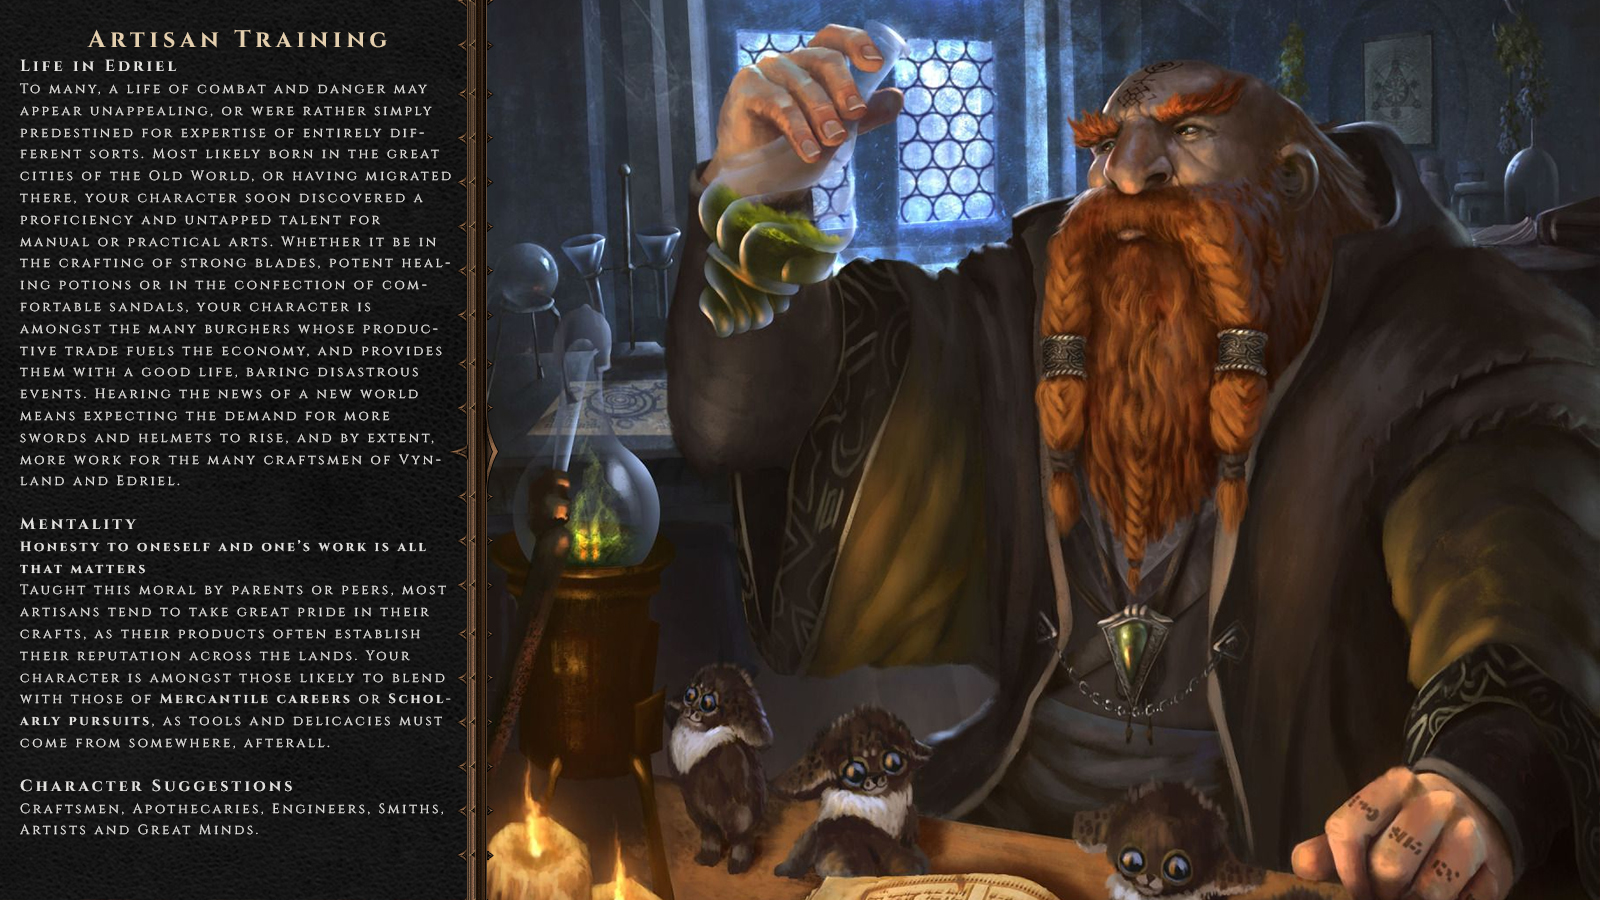 Artisan Training
Life in Edriel
To many, a life of combat and danger may
appear unappealing, or were rather simply
predestined for expertise of entirely dif-
ferent sorts. Most likely born in the great
cities of the Old World, or having migrated
there, your character soon discovered a
proficiency and untapped talent for
manual or practical arts. Whether it be in
the crafting of strong blades, potent heal-
ing potions or in the confection of com-
fortable sandals, your character is
amongst the many burghers whose produc-
tive trade fuels the economy, and provides
them with a good life, baring disastrous
events. Hearing the news of a new world
means expecting the demand for more
swords and helmets to rise, and by extent,
more work for the many craftsmen of Vyn-
land and Edriel.
Mentality
Honesty to oneself and one's work is all
that matters
Taught this moral by parents or peers, most
artisans tend to take great pride in their
crafts, as their products often establish
their reputation across the lands. Your
character is amongst those likely to blend
with those of Mercantile careers or Schol-
arly pursuits, as tools and delicacies must
come from somewhere, afterall.
Character Suggestions
Craftsmen, Apothecaries, Engineers, Smiths,
Artists and Great Minds.